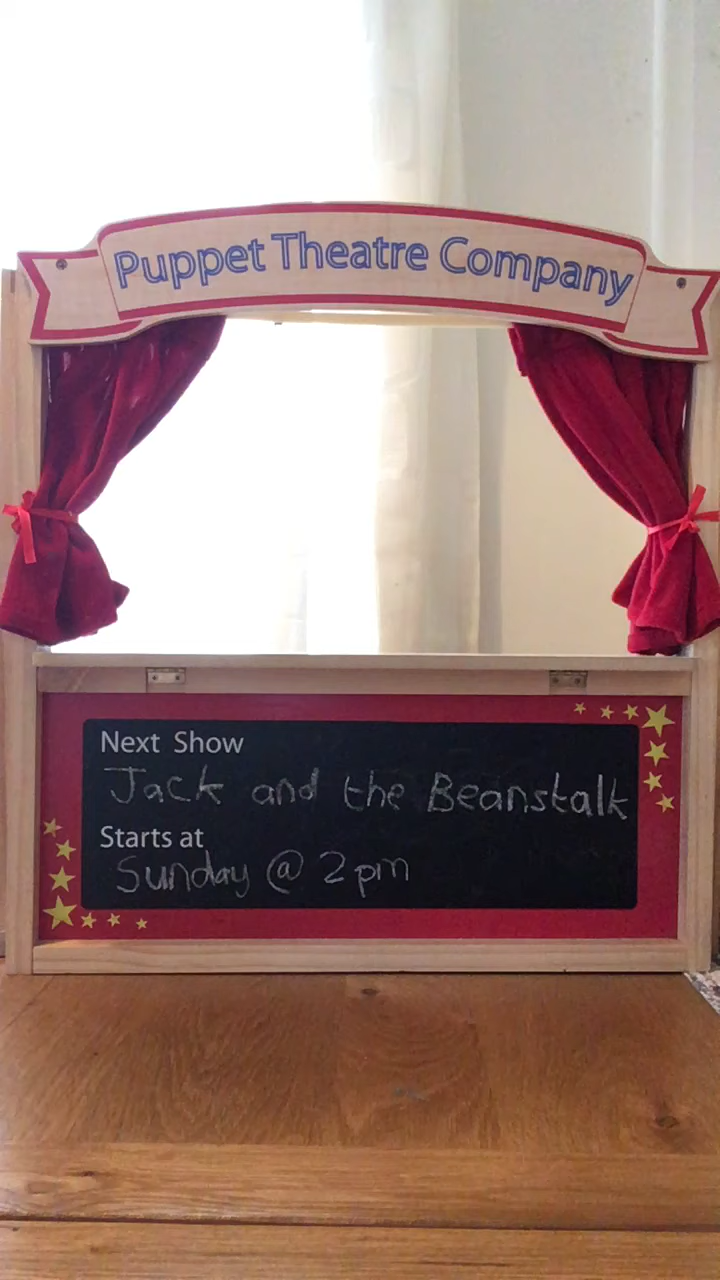 Puppet Theatre Company
Next Show
Jack and the Beanstalk
Starts at
Sunday @ 2pm